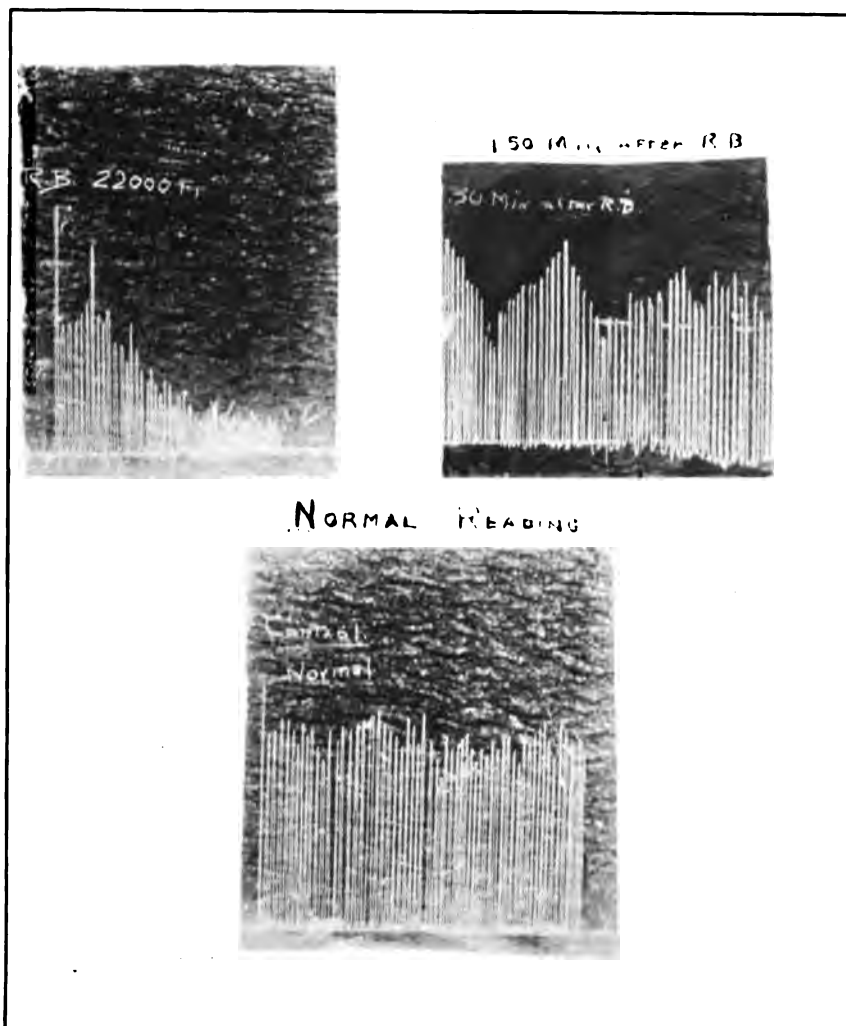 R.B. 22000 Ft
150 Min after R B
30 Min after R.B.
NORMAL READING
Control
Normal